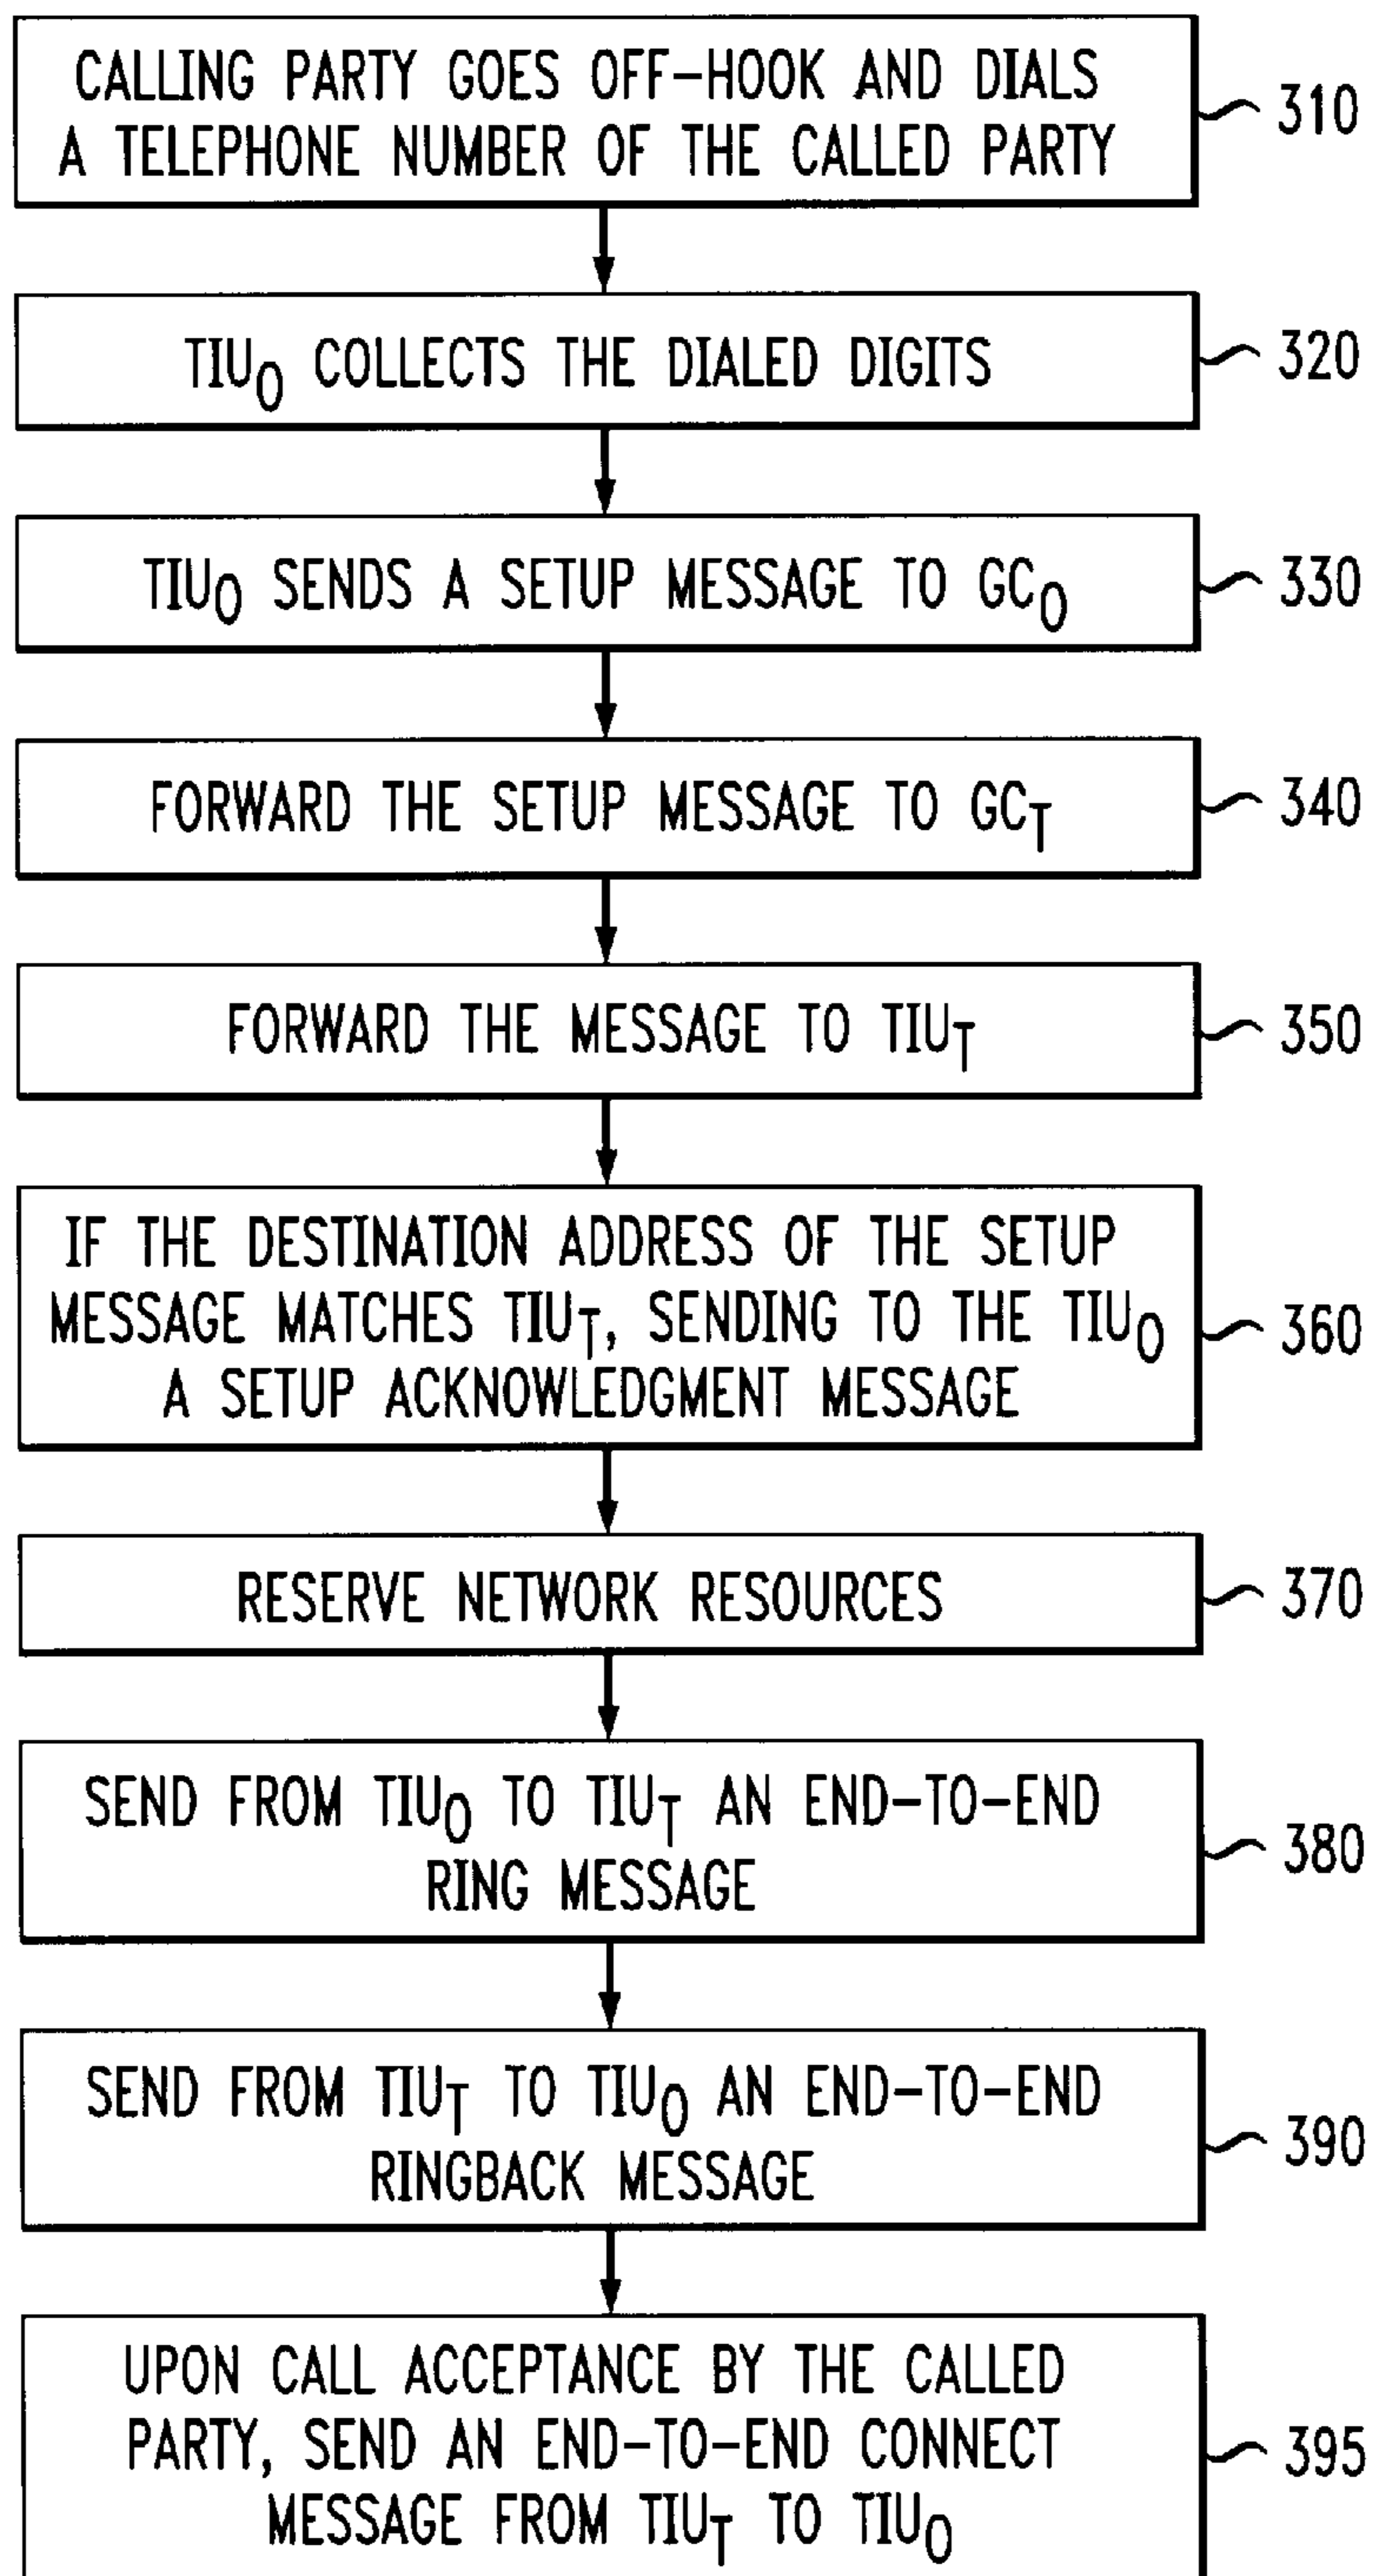 CALLING PARTY GOES OFF-HOOK AND DIALS
A TELEPHONE NUMBER OF THE CALLED PARTY
310
TIUO COLLECTS THE DIALED DIGITS
320
TIUO SENDS A SETUP MESSAGE TO GCO
330
FORWARD THE SETUP MESSAGE TO GCT
340
FORWARD THE MESSAGE TO TIUT
350
IF THE DESTINATION ADDRESS OF THE SETUP
MESSAGE MATCHES TIUT, SENDING TO THE TIUO
A SETUP ACKNOWLEDGMENT MESSAGE
360
RESERVE NETWORK RESOURCES
370
SEND FROM TIUO TO TIUT AN END-TO-END
RING MESSAGE
380
SEND FROM TIUT TO TIUO AN END-TO-END
RINGBACK MESSAGE
390
UPON CALL ACCEPTANCE BY THE CALLED
PARTY, SEND AN END-TO-END CONNECT
MESSAGE FROM TIUT TO TIUO
395